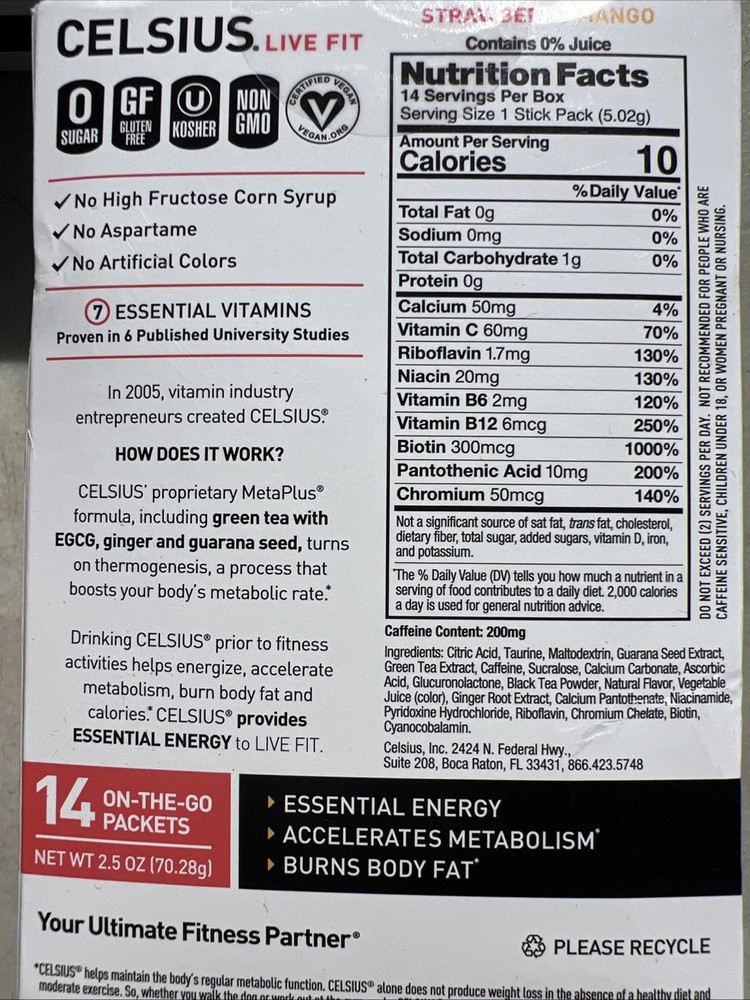 CELSIUS. LIVE FIT
0 SUGAR
GF GLUTEN FREE
U KOSHER
NON GMO
CERTIFIED VEGAN V VEGAN.ORG
✓ No High Fructose Corn Syrup
✓ No Aspartame
✓ No Artificial Colors
7 ESSENTIAL VITAMINS
Proven in 6 Published University Studies
In 2005, vitamin industry
entrepreneurs created CELSIUS.®
HOW DOES IT WORK?
CELSIUS' proprietary MetaPlus®
formula, including green tea with
EGCG, ginger and guarana seed, turns
on thermogenesis, a process that
boosts your body's metabolic rate.*
Drinking CELSIUS® prior to fitness
activities helps energize, accelerate
metabolism, burn body fat and
calories.* CELSIUS® provides
ESSENTIAL ENERGY to LIVE FIT.
Contains 0% Juice
Nutrition Facts
14 Servings Per Box
Serving Size 1 Stick Pack (5.02g)
Amount Per Serving
Calories 10
% Daily Value*
Total Fat 0g 0%
Sodium 0mg 0%
Total Carbohydrate 1g 0%
Protein 0g
Calcium 50mg 4%
Vitamin C 60mg 70%
Riboflavin 1.7mg 130%
Niacin 20mg 130%
Vitamin B6 2mg 120%
Vitamin B12 6mcg 250%
Biotin 300mcg 1000%
Pantothenic Acid 10mg 200%
Chromium 50mcg 140%
Not a significant source of sat fat, trans fat, cholesterol,
dietary fiber, total sugar, added sugars, vitamin D, iron,
and potassium.
*The % Daily Value (DV) tells you how much a nutrient in a
serving of food contributes to a daily diet. 2,000 calories
a day is used for general nutrition advice.
DO NOT EXCEED (2) SERVINGS PER DAY. NOT RECOMMENDED FOR PEOPLE WHO ARE
CAFFEINE SENSITIVE, CHILDREN UNDER 18, OR WOMEN PREGNANT OR NURSING.
Caffeine Content: 200mg
Ingredients: Citric Acid, Taurine, Maltodextrin, Guarana Seed Extract,
Green Tea Extract, Caffeine, Sucralose, Calcium Carbonate, Ascorbic
Acid, Glucuronolactone, Black Tea Powder, Natural Flavor, Vegetable
Juice (color), Ginger Root Extract, Calcium Pantothenate, Niacinamide,
Pyridoxine Hydrochloride, Riboflavin, Chromium Chelate, Biotin,
Cyanocobalamin.
Celsius, Inc. 2424 N. Federal Hwy.,
Suite 208, Boca Raton, FL 33431, 866.423.5748
14 ON-THE-GO
PACKETS
NET WT 2.5 OZ (70.28g)
ESSENTIAL ENERGY
ACCELERATES METABOLISM*
BURNS BODY FAT*
Your Ultimate Fitness Partner®
PLEASE RECYCLE
*CELSIUS® helps maintain the body's regular metabolic function. CELSIUS® alone does not produce weight loss in the absence of a healthy diet and
moderate exercise. So, whether you walk the dog or work out at the